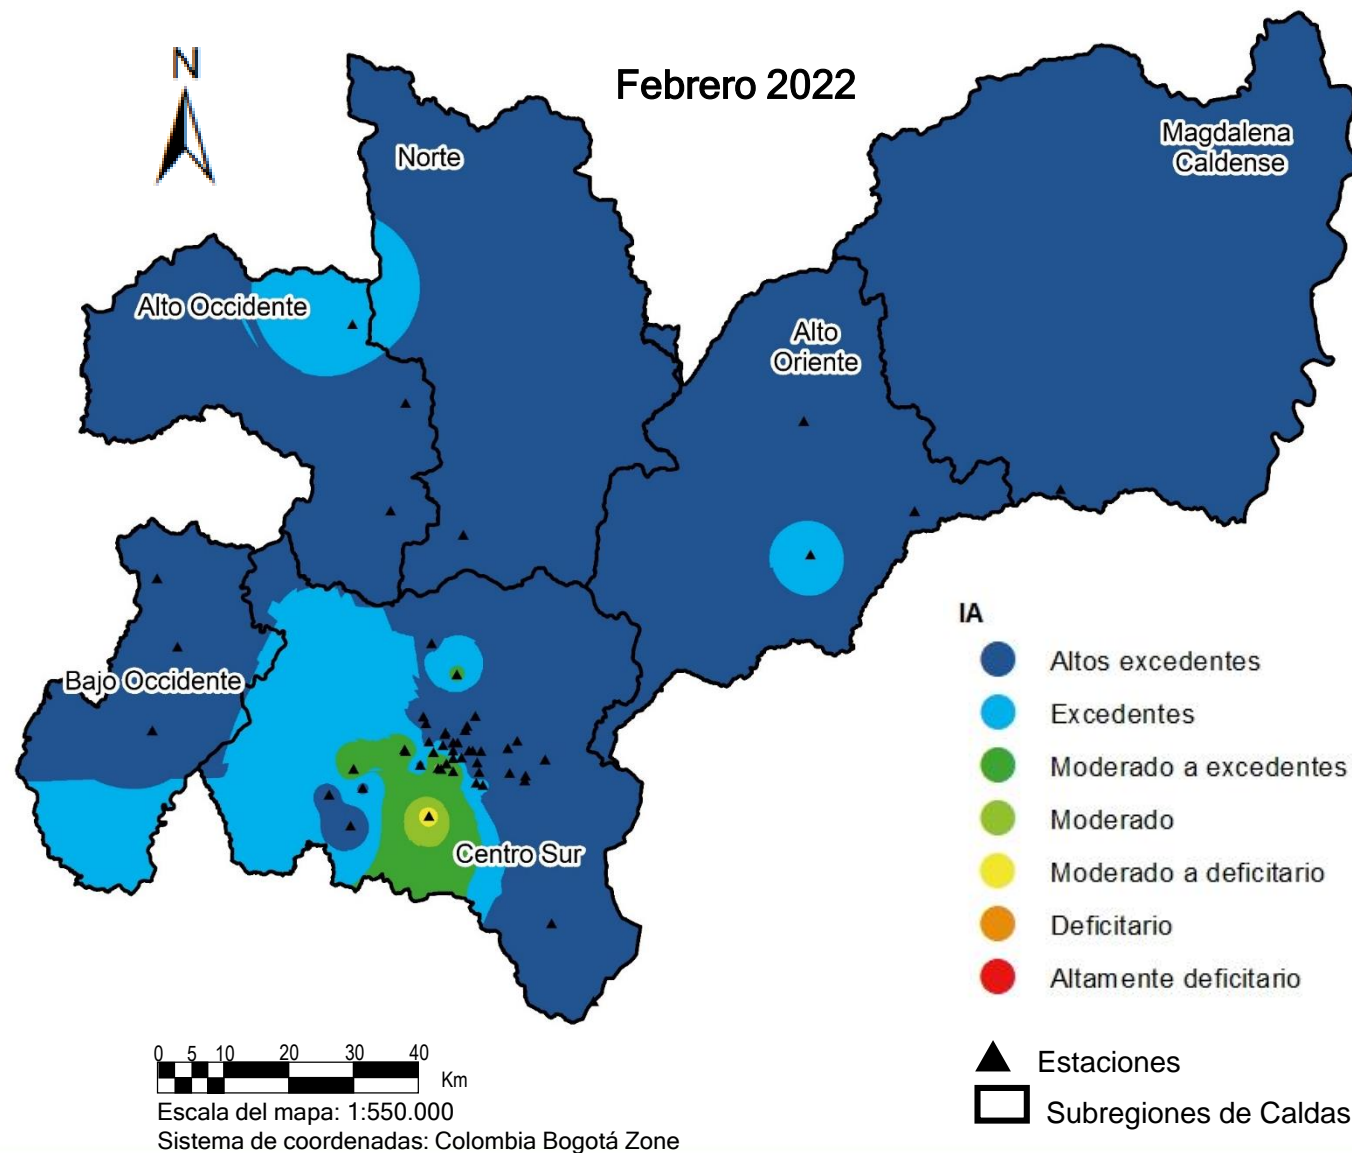 N
Febrero 2022
Norte
Magdalena
Caldense
Alto Occidente
Alto
Oriente
Bajo Occidente
Centro Sur
IA
Altos excedentes
Excedentes
Moderado a excedentes
Moderado
Moderado a deficitario
Deficitario
Altamente deficitario
Estaciones
Subregiones de Caldas
0 5 10 20 30 40
Km
Escala del mapa: 1:550.000
Sistema de coordenadas: Colombia Bogotá Zone